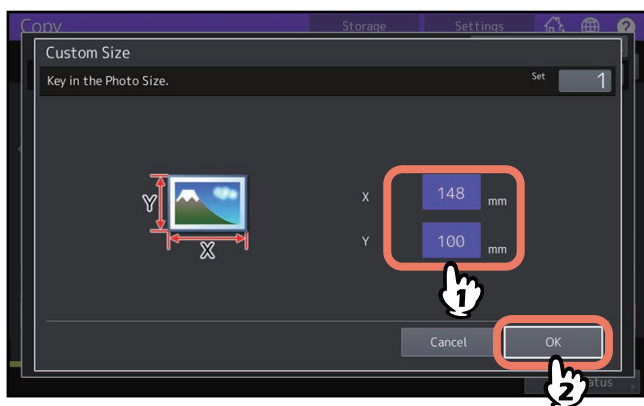 Copy Storage Settings ?
Custom Size
Key in the Photo Size. Set 1
X 148 mm
Y
X
Y 100 mm
1
Cancel OK
2
atus